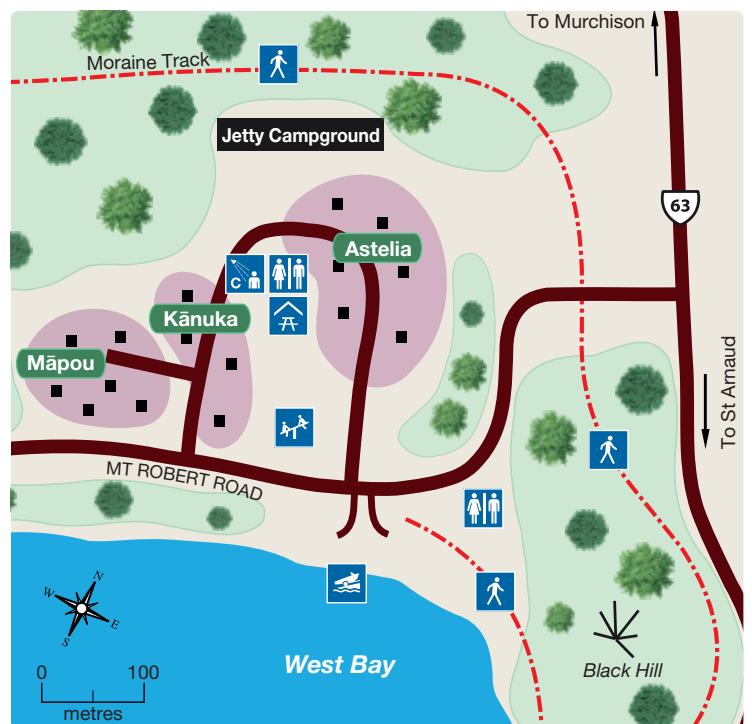 To Murchison
Moraine Track
Jetty Campground
63
Astelia
C
Kānuka
Māpou
To St Arnaud
MT ROBERT ROAD
N
W
E
S
West Bay
Black Hill
0 100
metres